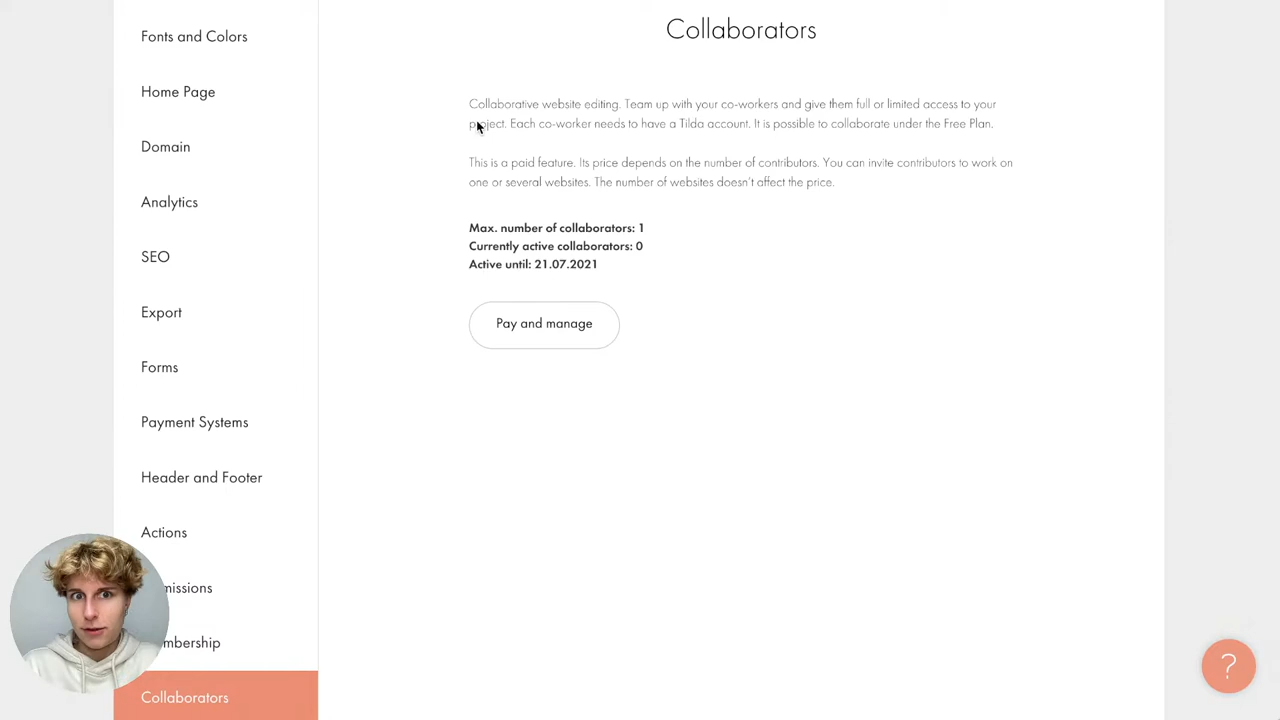 Fonts and Colors
Home Page
Domain
Analytics
SEO
Export
Forms
Payment Systems
Header and Footer
Actions
missions
mbership
Collaborators
Collaborators
Collaborative website editing. Team up with your co-workers and give them full or limited access to your
project. Each co-worker needs to have a Tilda account. It is possible to collaborate under the Free Plan.
This is a paid feature. Its price depends on the number of contributors. You can invite contributors to work on
one or several websites. The number of websites doesn't affect the price.
Max. number of collaborators: 1
Currently active collaborators: 0
Active until: 21.07.2021
Pay and manage
?